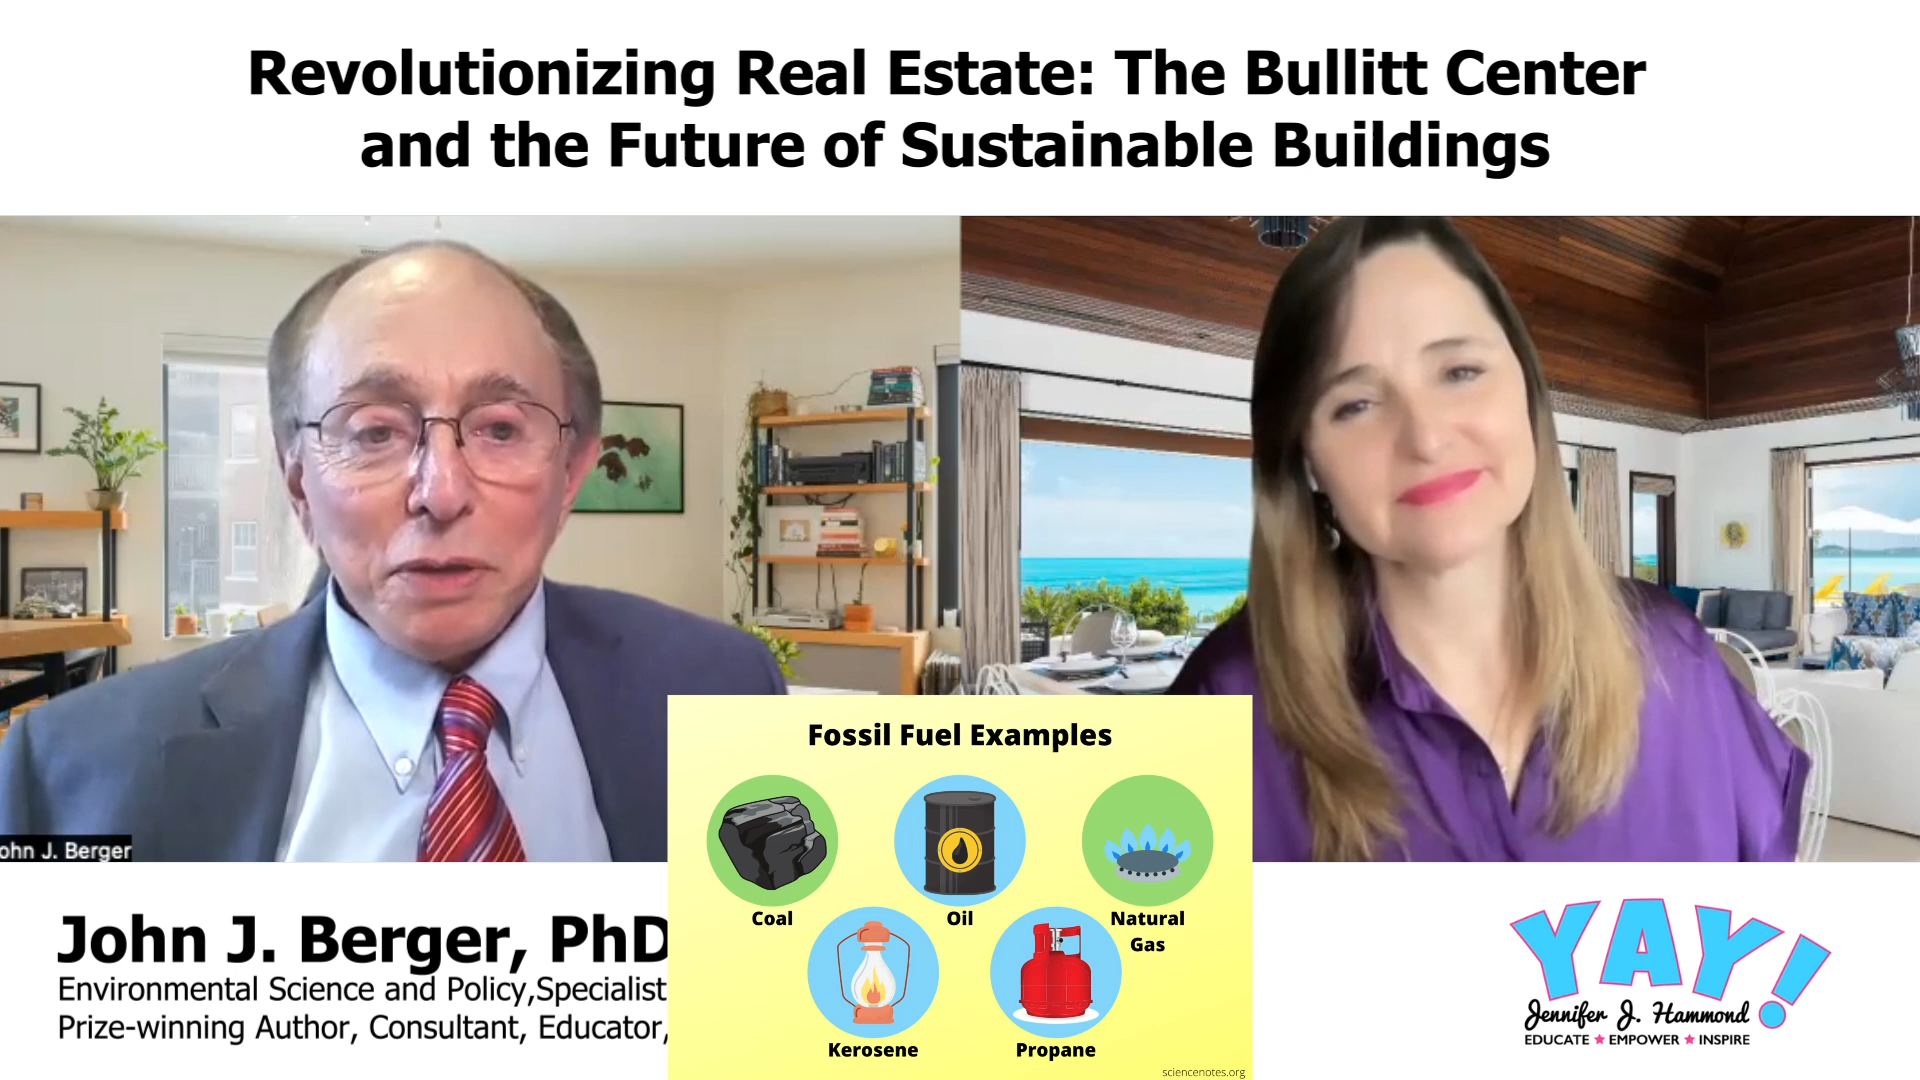 Revolutionizing Real Estate: The Bullitt Center
and the Future of Sustainable Buildings
ohn J. Berger
John J. Berger, PhD
Environmental Science and Policy,Specialist
Prize-winning Author, Consultant, Educator,
Fossil Fuel Examples
Coal
Oil
Natural
Gas
Kerosene
Propane
sciencenotes.org
YAY!
Jennifer J. Hammond
EDUCATE ★ EMPOWER ★ INSPIRE